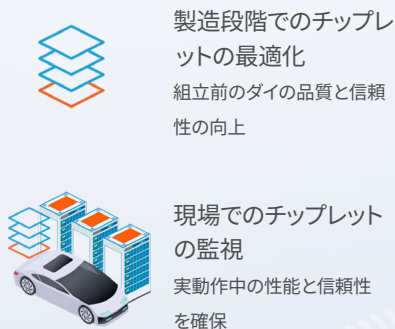 製造段階でのチップレ
ットの最適化
組立前のダイの品質と信頼
性の向上
現場でのチップレット
の監視
実動作中の性能と信頼性
を確保